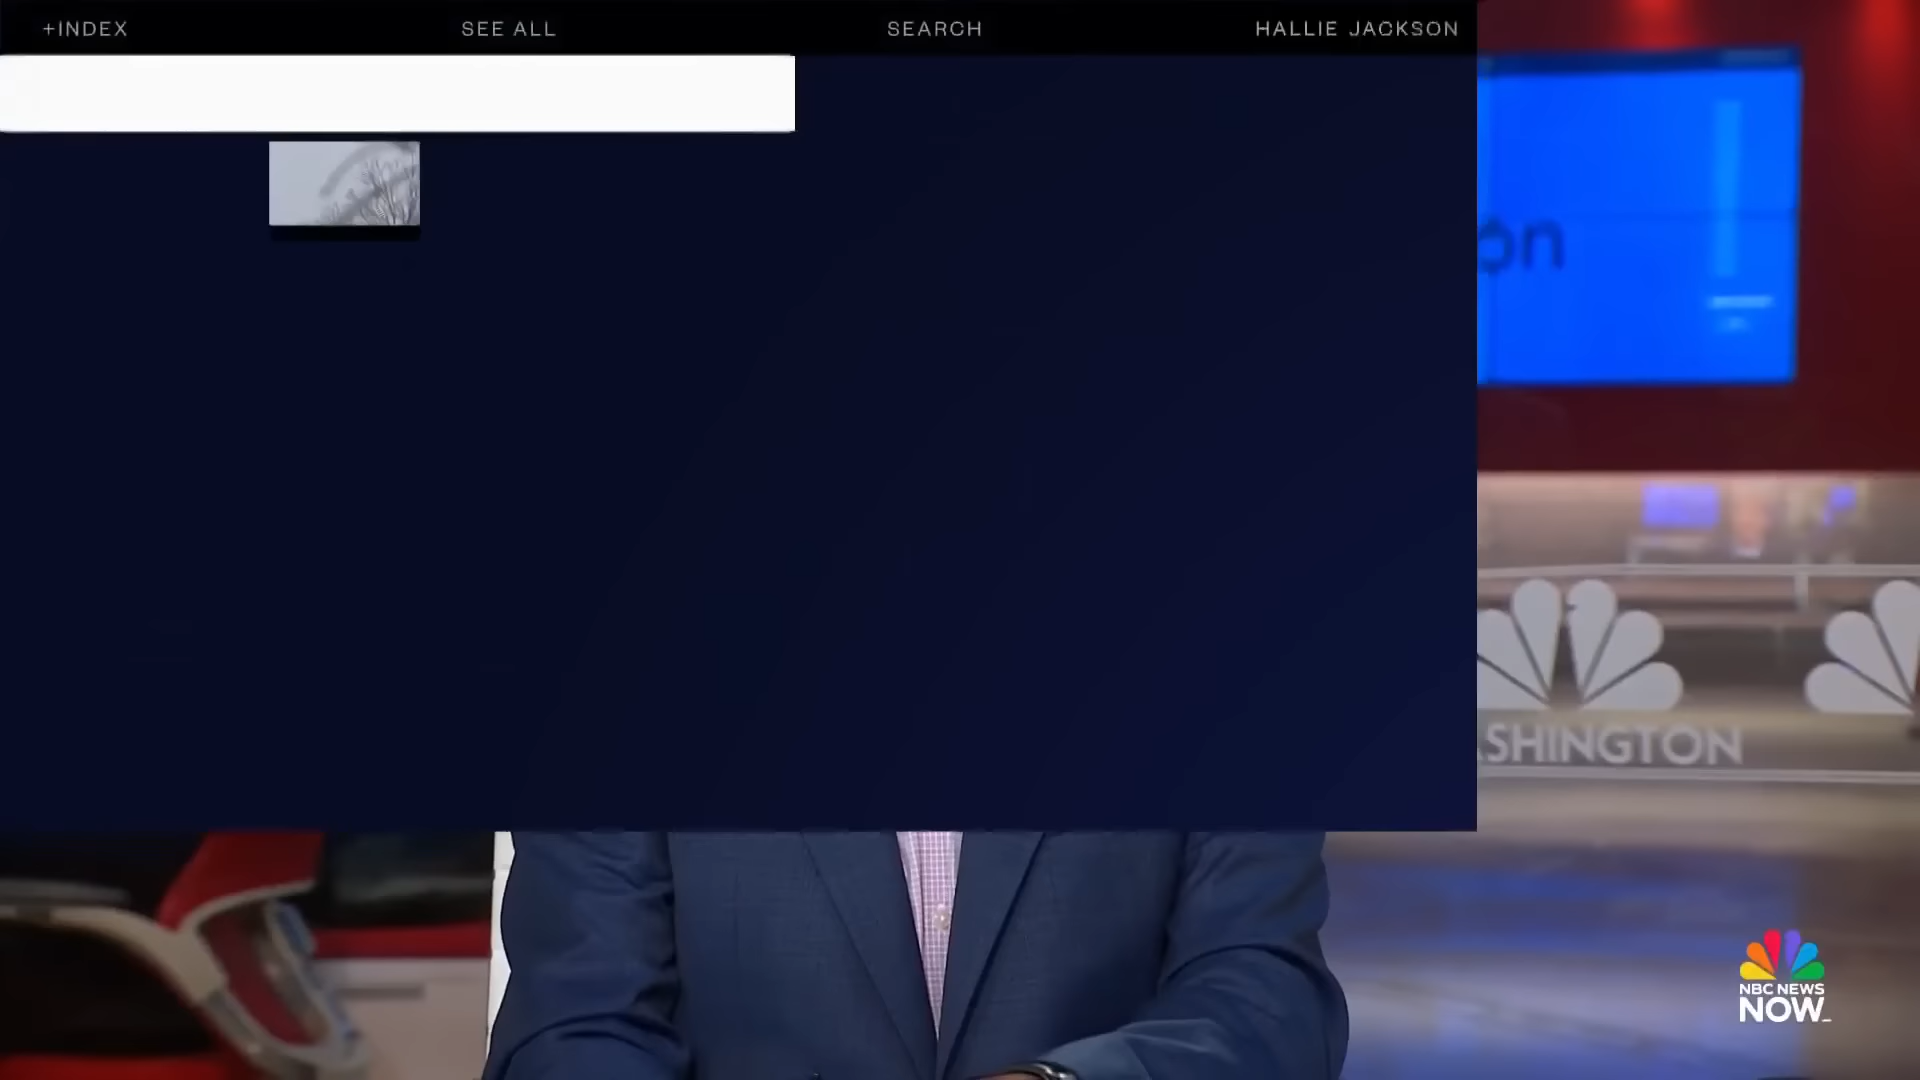 +INDEX SEE ALL SEARCH HALLIE JACKSON
SHINGTON
NBC NEWS
NOW